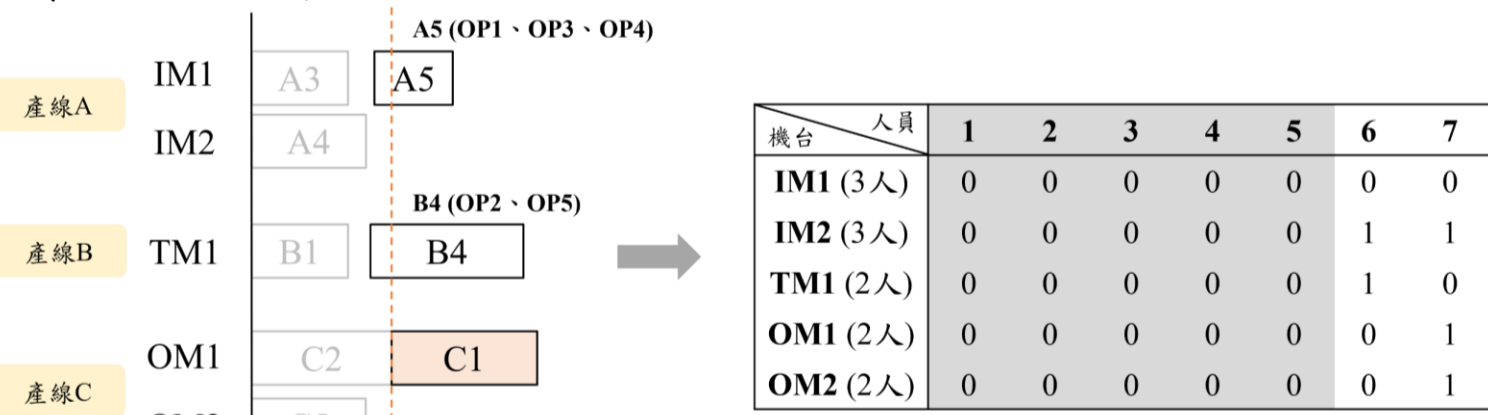 A5 (OP1、OP3、OP4)
產線A
IM1
A3
A5
IM2
A4
B4 (OP2、OP5)
產線B
TM1
B1
B4
產線C
OM1
C2
C1
機台 人員 1 2 3 4 5 6 7
IM1 (3人) 0 0 0 0 0 0 0
IM2 (3人) 0 0 0 0 0 1 1
TM1 (2人) 0 0 0 0 0 1 0
OM1 (2人) 0 0 0 0 0 0 1
OM2 (2人) 0 0 0 0 0 0 1